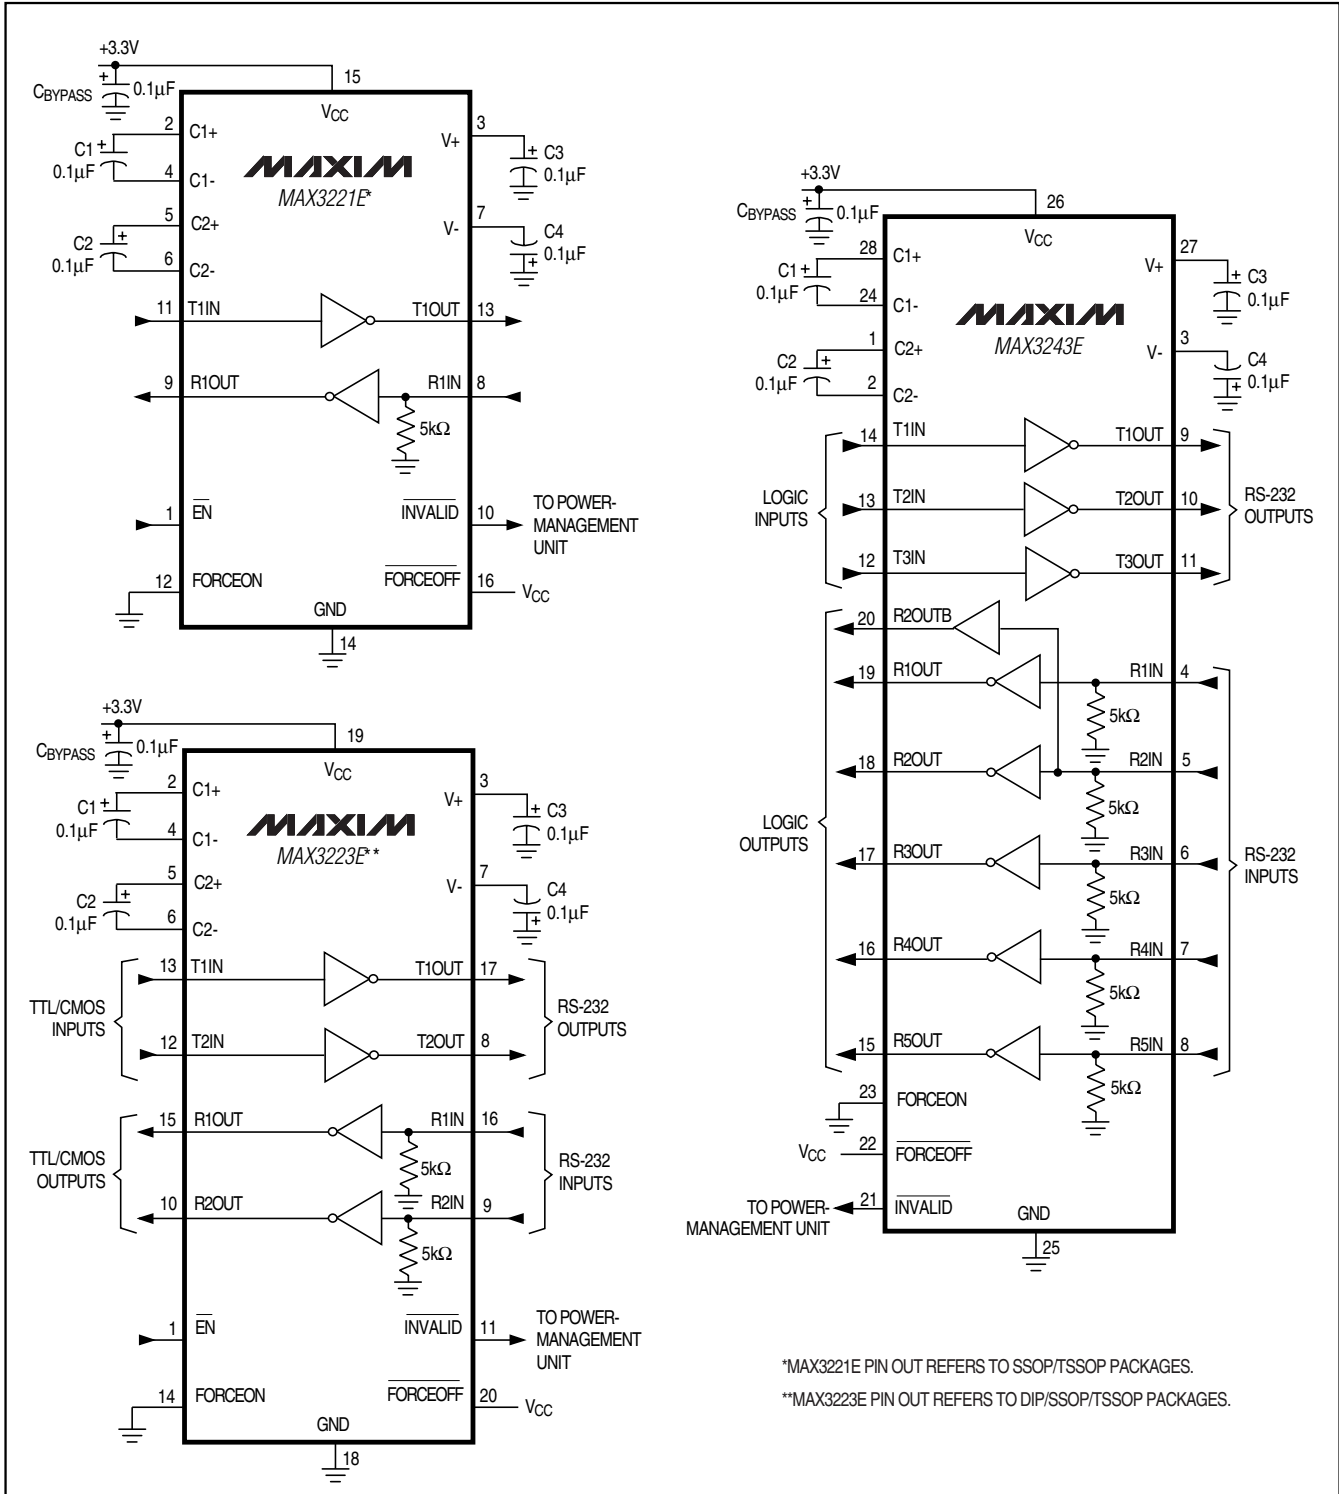 +3.3V
CBYPASS
+
0.1µF
15
VCC
2
C1+
C1
+
0.1µF
4
C1-
5
C2+
C2
+
0.1µF
6
C2-
MAXIM
MAX3221E*
3
V+
+
C3
0.1µF
7
V-
C4
0.1µF
+
11
T1IN
T1OUT
13
9
R1OUT
R1IN
8
5kΩ
1
EN
INVALID
10
TO POWER-
MANAGEMENT
UNIT
12
FORCEON
FORCEOFF
16
VCC
GND
14
+3.3V
CBYPASS
+
0.1µF
19
VCC
2
C1+
C1
+
0.1µF
4
C1-
5
C2+
C2
+
0.1µF
6
C2-
MAXIM
MAX3223E**
3
V+
+
C3
0.1µF
7
V-
C4
0.1µF
+
TTL/CMOS
INPUTS
13
T1IN
T1OUT
17
12
T2IN
T2OUT
8
RS-232
OUTPUTS
TTL/CMOS
OUTPUTS
15
R1OUT
R1IN
16
5kΩ
10
R2OUT
R2IN
9
5kΩ
RS-232
INPUTS
1
EN
INVALID
11
TO POWER-
MANAGEMENT
UNIT
14
FORCEON
FORCEOFF
20
VCC
GND
18
+3.3V
CBYPASS
+
0.1µF
26
VCC
28
C1+
C1
+
0.1µF
24
C1-
1
C2+
C2
+
0.1µF
2
C2-
MAXIM
MAX3243E
27
V+
+
C3
0.1µF
3
V-
C4
0.1µF
+
LOGIC
INPUTS
14
T1IN
T1OUT
9
13
T2IN
T2OUT
10
12
T3IN
T3OUT
11
RS-232
OUTPUTS
LOGIC
OUTPUTS
20
R2OUTB
19
R1OUT
R1IN
4
5kΩ
18
R2OUT
R2IN
5
5kΩ
17
R3OUT
R3IN
6
5kΩ
16
R4OUT
R4IN
7
5kΩ
15
R5OUT
R5IN
8
5kΩ
RS-232
INPUTS
23
FORCEON
VCC
22
FORCEOFF
TO POWER-
MANAGEMENT UNIT
21
INVALID
GND
25
*MAX3221E PIN OUT REFERS TO SSOP/TSSOP PACKAGES.
**MAX3223E PIN OUT REFERS TO DIP/SSOP/TSSOP PACKAGES.